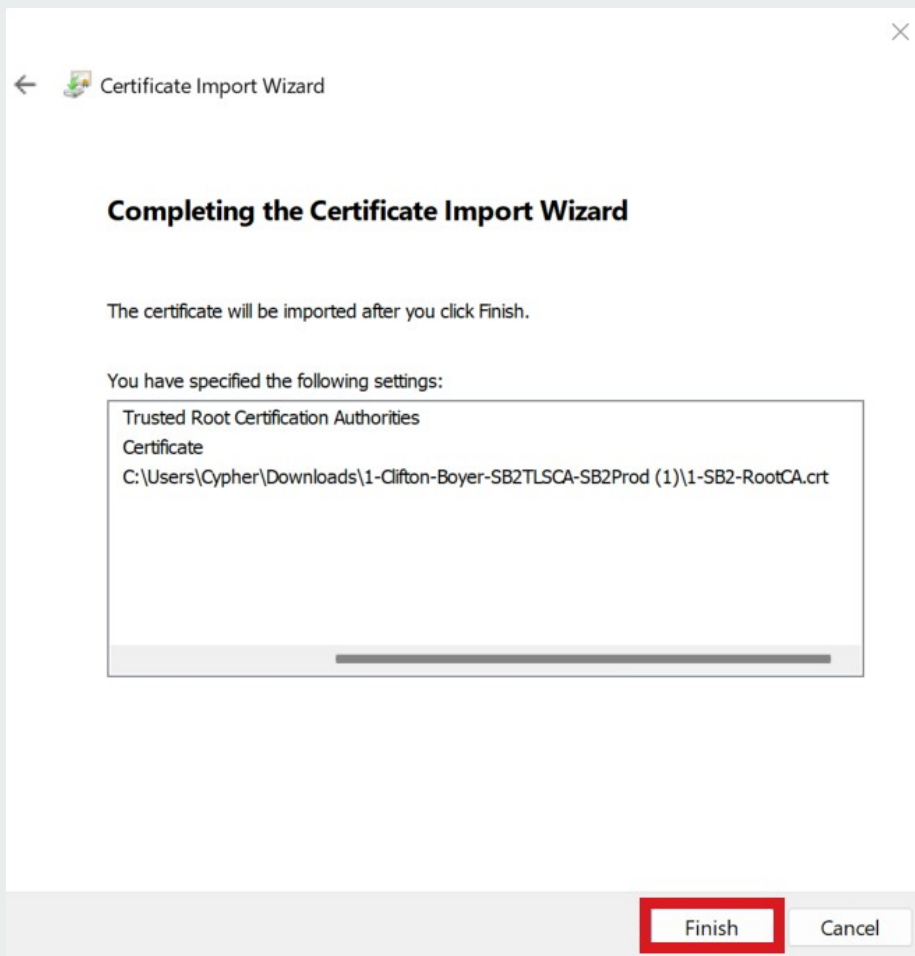 Certificate Import Wizard
Completing the Certificate Import Wizard
The certificate will be imported after you click Finish.
You have specified the following settings:
Trusted Root Certification Authorities
Certificate
C:\Users\Cypher\Downloads\1-Clifton-Boyer-SB2TLSCA-SB2Prod (1)\1-SB2-RootCA.crt
Finish Cancel